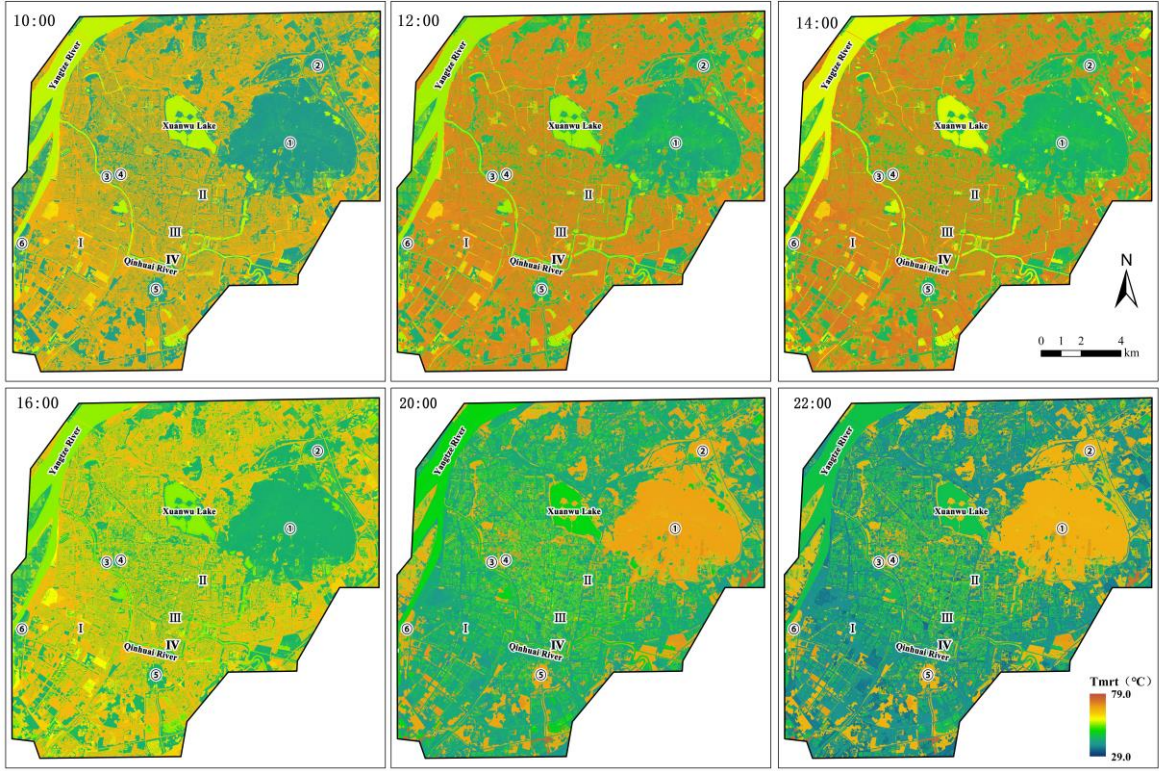 10:00
Yangtze River
②
Xuanwu Lake
①
③ ④
II
⑥
I
III
IV
Qinhuai River
⑤
12:00
Yangtze River
②
Xuanwu Lake
①
③ ④
II
⑥
I
III
IV
Qinhuai River
⑤
14:00
Yangtze River
②
Xuanwu Lake
①
③ ④
II
⑥
I
III
IV
Qinhuai River
⑤
N
0 1 2 4
km
16:00
Yangtze River
②
Xuanwu Lake
①
③ ④
II
⑥
I
III
IV
Qinhuai River
⑤
20:00
Yangtze River
②
Xuanwu Lake
①
③ ④
II
⑥
I
III
IV
Qinhuai River
⑤
22:00
Yangtze River
②
Xuanwu Lake
①
③ ④
II
⑥
I
III
IV
Qinhuai River
⑤
Tmrt（℃）
79.0
29.0